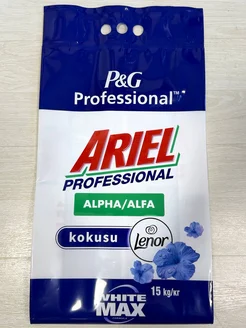 P&G
Professional™
ARIEL
PROFESSIONAL
ALPHA/ALFA
kokusu
Lenor
15 kg/кг
WHITE
MAX